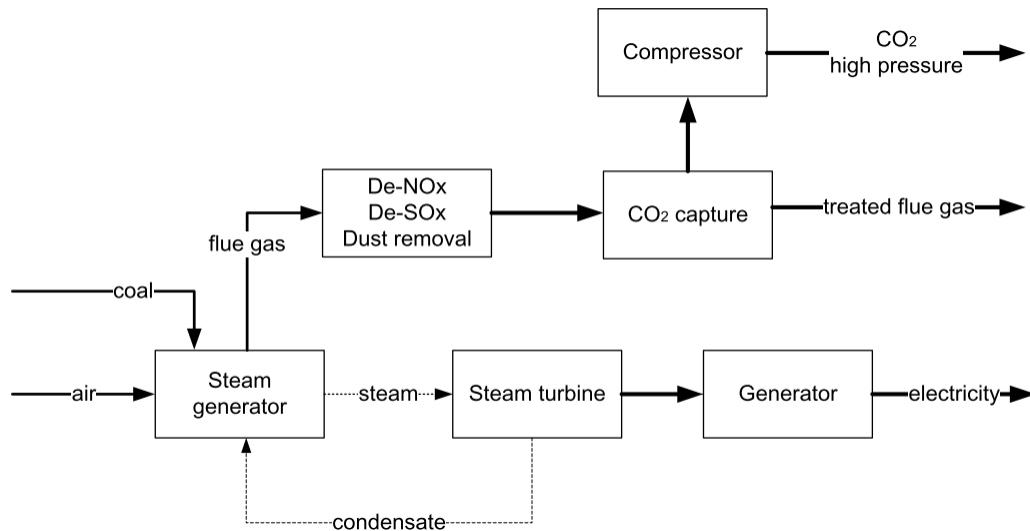 Compressor
CO₂
high pressure
De-NOx
De-SOx
Dust removal
CO₂ capture
treated flue gas
flue gas
coal
air
Steam
generator
steam
Steam turbine
Generator
electricity
condensate